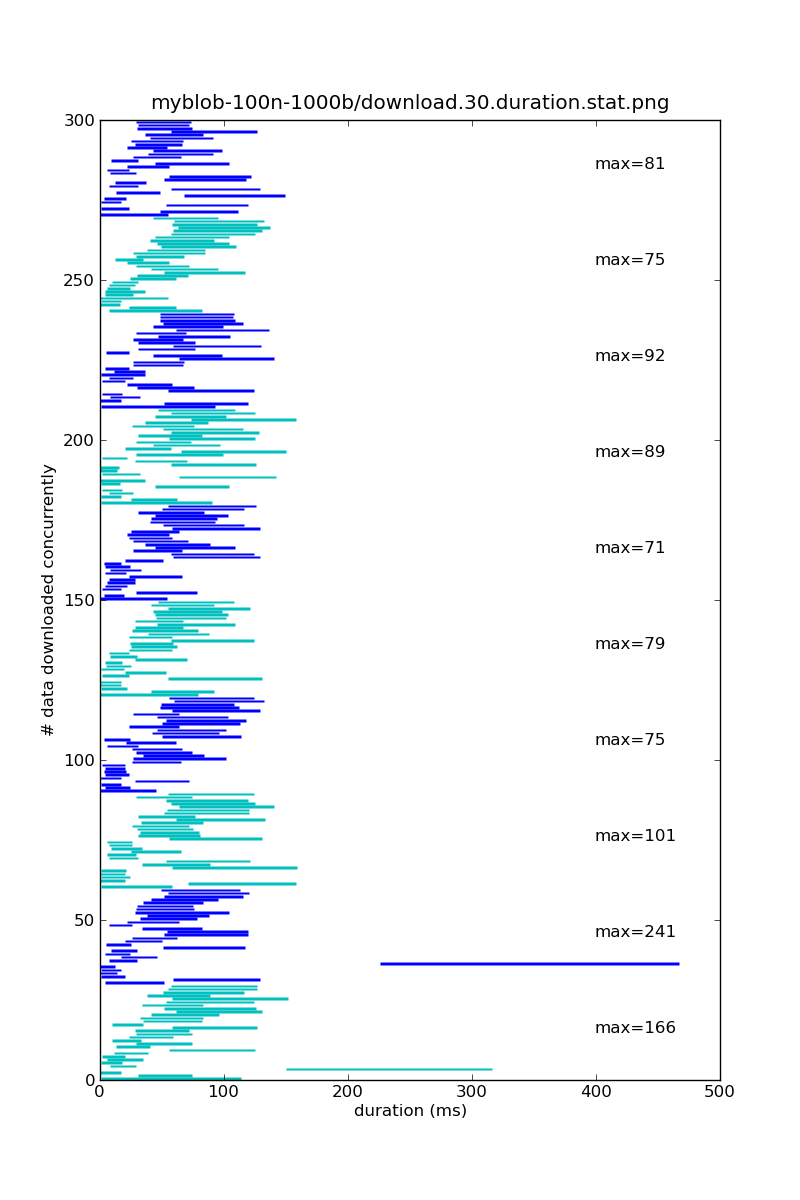 myblob-100n-1000b/download.30.duration.stat.png
300
max=81
max=75
250
max=92
200
max=89
# data downloaded concurrently
max=71
150
max=79
max=75
100
max=101
50
max=241
max=166
0
0 100 200 300 400 500
duration (ms)